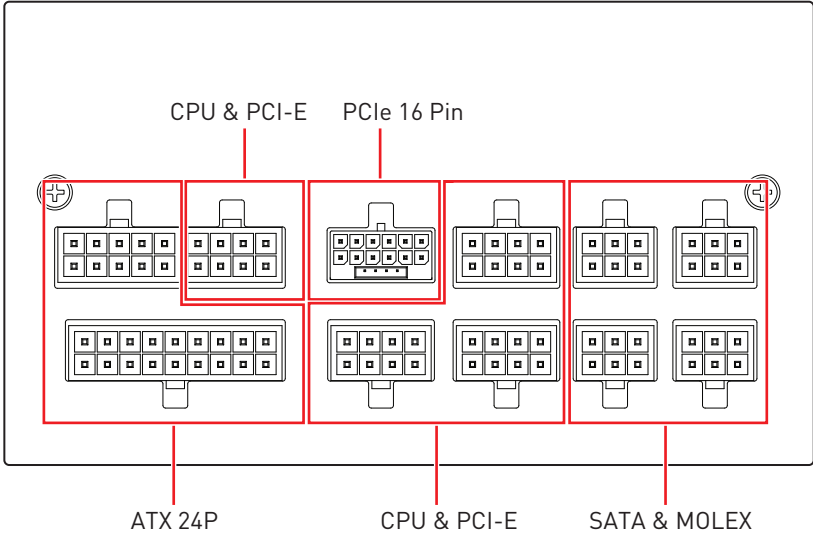 CPU & PCI-E
PCIe 16 Pin
ATX 24P
CPU & PCI-E
SATA & MOLEX